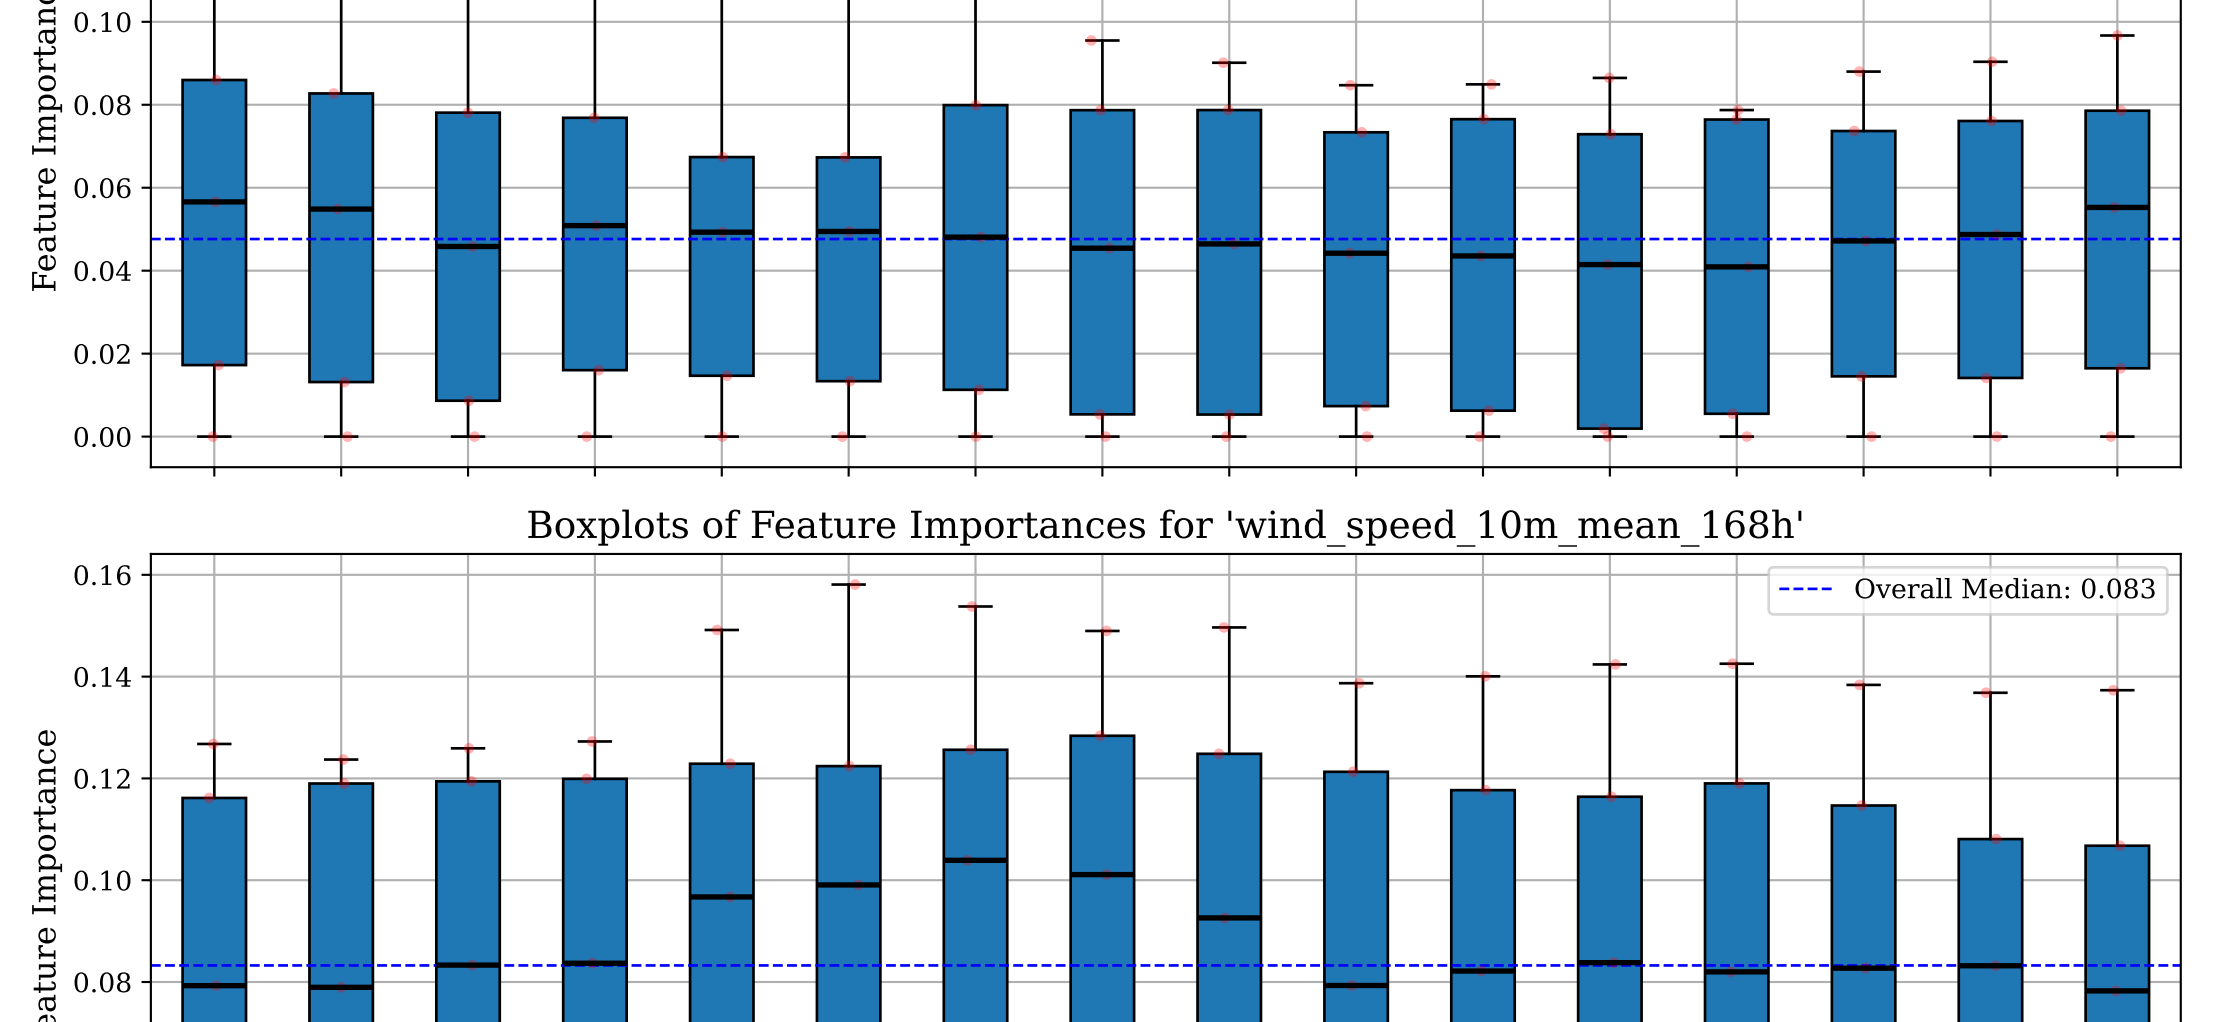 Feature Importanc
0.10
0.08
0.06
0.04
0.02
0.00
Boxplots of Feature Importances for 'wind_speed_10m_mean_168h'
eature Importance
0.16
0.14
0.12
0.10
0.08
Overall Median: 0.083